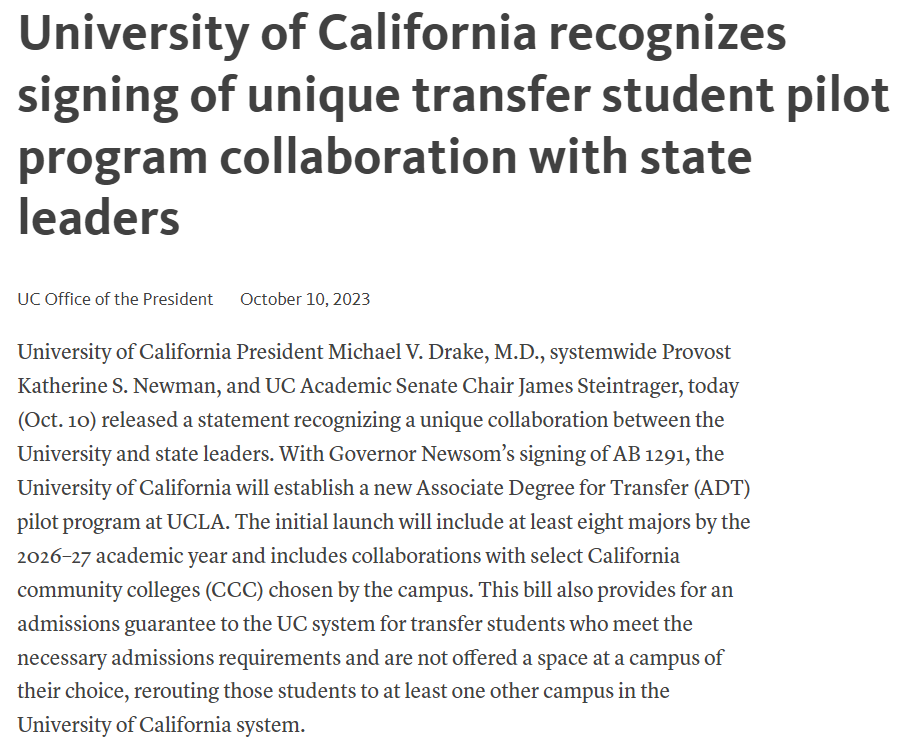 University of California recognizes
signing of unique transfer student pilot
program collaboration with state
leaders
UC Office of the President October 10, 2023
University of California President Michael V. Drake, M.D., systemwide Provost
Katherine S. Newman, and UC Academic Senate Chair James Steintrager, today
(Oct. 10) released a statement recognizing a unique collaboration between the
University and state leaders. With Governor Newsom’s signing of AB 1291, the
University of California will establish a new Associate Degree for Transfer (ADT)
pilot program at UCLA. The initial launch will include at least eight majors by the
2026–27 academic year and includes collaborations with select California
community colleges (CCC) chosen by the campus. This bill also provides for an
admissions guarantee to the UC system for transfer students who meet the
necessary admissions requirements and are not offered a space at a campus of
their choice, rerouting those students to at least one other campus in the
University of California system.